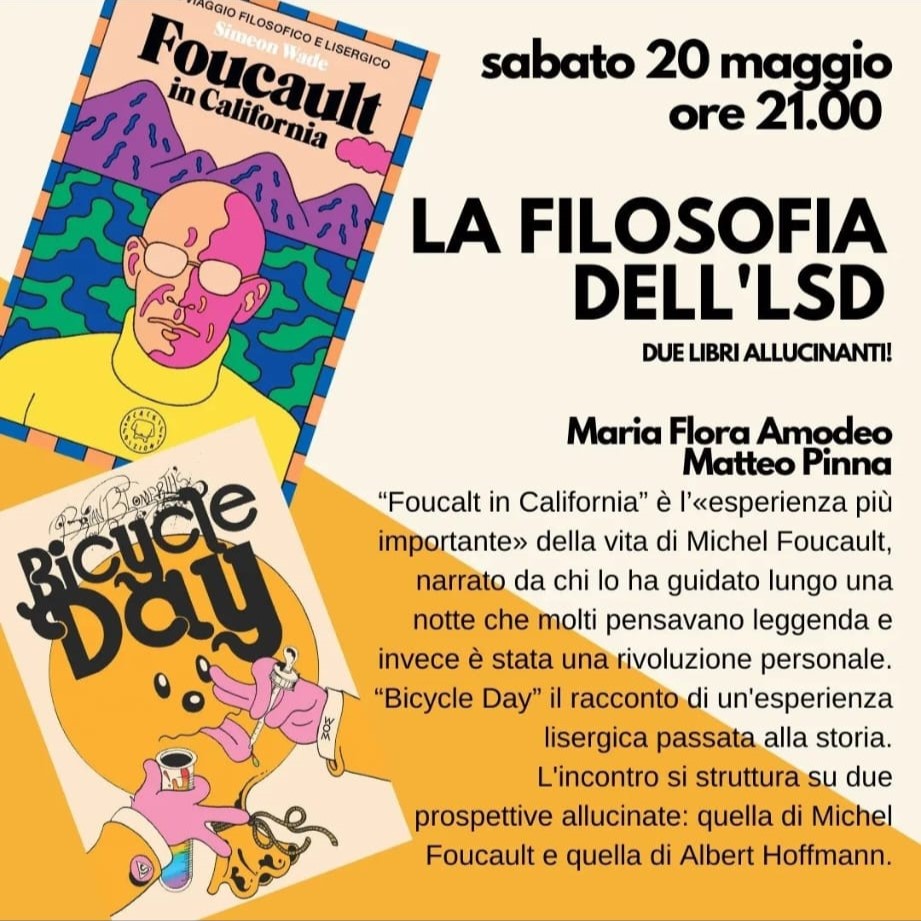 VIAGGIO FILOSOFICO E LISERGICO
Simeon Wade
Foucault
in California
sabato 20 maggio
ore 21.00
LA FILOSOFIA
DELL'LSD
DUE LIBRI ALLUCINANTI!
Maria Flora Amodeo
Matteo Pinna
“Foucalt in California” è l’«esperienza più
importante» della vita di Michel Foucault,
narrato da chi lo ha guidato lungo una
notte che molti pensavano leggenda e
invece è stata una rivoluzione personale.
“Bicycle Day” il racconto di un'esperienza
lisergica passata alla storia.
L'incontro si struttura su due
prospettive allucinate: quella di Michel
Foucault e quella di Albert Hoffmann.
Bicycle
Day
WOM